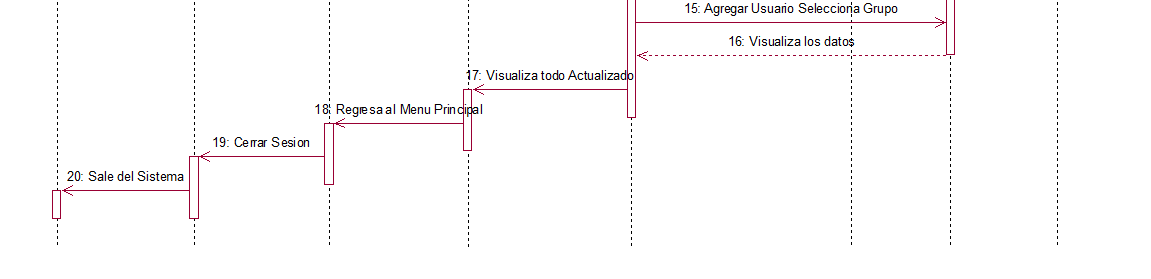 15: Agregar Usuario Selecciona Grupo
16: Visualiza los datos
17: Visualiza todo Actualizado
18: Regresa al Menu Principal
19: Cerrar Sesion
20: Sale del Sistema